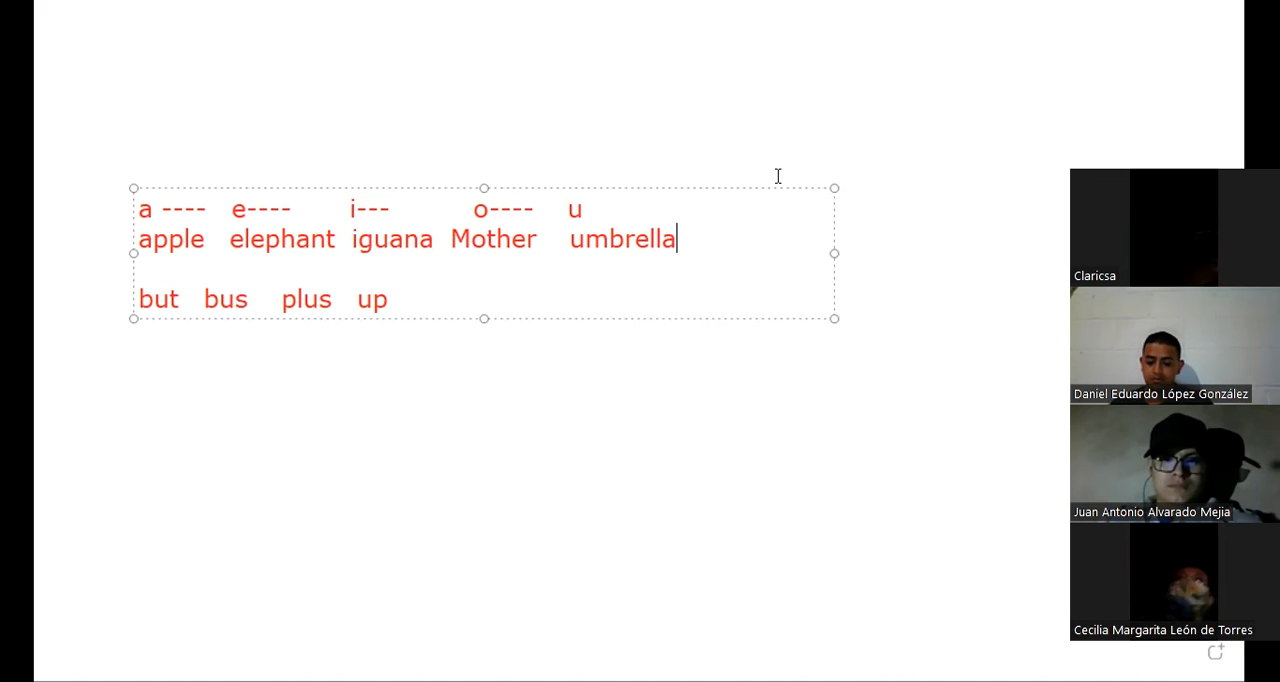 a ---- e---- i--- o---- u
apple elephant iguana Mother umbrella
but bus plus up
Claricsa
Daniel Eduardo López González
Juan Antonio Alvarado Mejia
Cecilia Margarita León de Torres